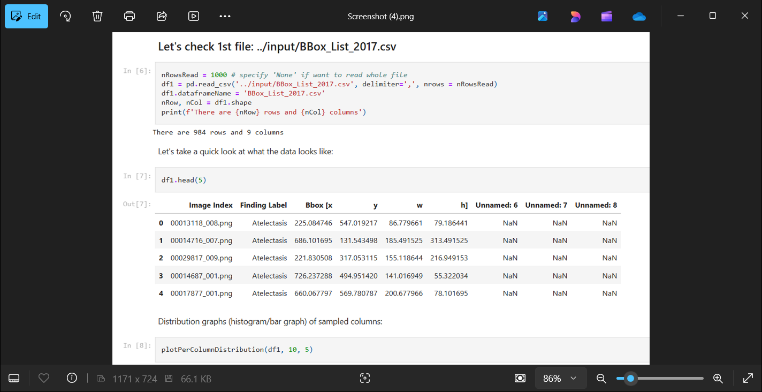 Edit
Screenshot (4).png
Let's check 1st file: ../input/BBox_List_2017.csv
In [6]:
nRowsRead = 1000 # specify 'None' if want to read whole file
df1 = pd.read_csv('../input/BBox_List_2017.csv', delimiter=',', nrows = nRowsRead)
df1.dataframeName = 'BBox_List_2017.csv'
nRow, nCol = df1.shape
print(f'There are {nRow} rows and {nCol} columns')
There are 984 rows and 9 columns
Let's take a quick look at what the data looks like:
In [7]:
df1.head(5)
Out[7]:
Image Index Finding Label Bbox [x y w h] Unnamed: 6 Unnamed: 7 Unnamed: 8
0 00013118_008.png Atelectasis 225.084746 547.019217 86.779661 79.186441 NaN NaN NaN
1 00014716_007.png Atelectasis 686.101695 131.543498 185.491525 313.491525 NaN NaN NaN
2 00029817_009.png Atelectasis 221.830508 317.053115 155.118644 216.949153 NaN NaN NaN
3 00014687_001.png Atelectasis 726.237288 494.951420 141.016949 55.322034 NaN NaN NaN
4 00017877_001.png Atelectasis 660.067797 569.780787 200.677966 78.101695 NaN NaN NaN
Distribution graphs (histogram/bar graph) of sampled columns:
In [8]:
plotPerColumnDistribution(df1, 10, 5)
1171 x 724 66.1 KB 86%